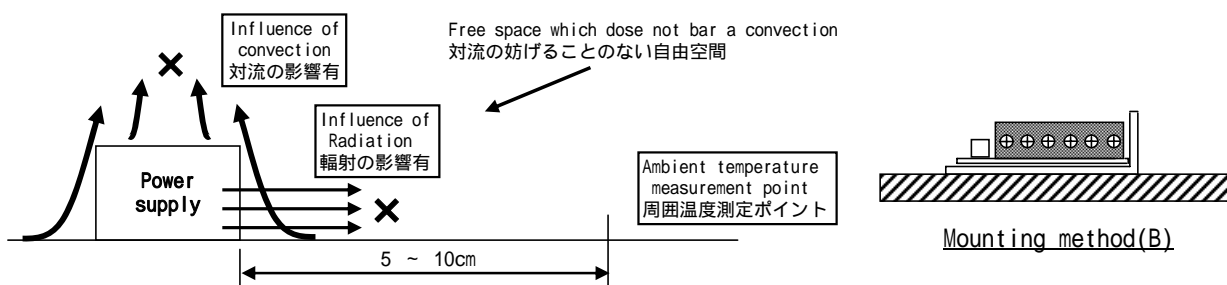 Influence of
convection
対流の影響有
Free space which dose not bar a convection
対流の妨げることのない自由空間
Influence of
Radiation
輻射の影響有
Power
supply
Ambient temperature
measurement point
周囲温度測定ポイント
5 ~ 10cm
Mounting method(B)